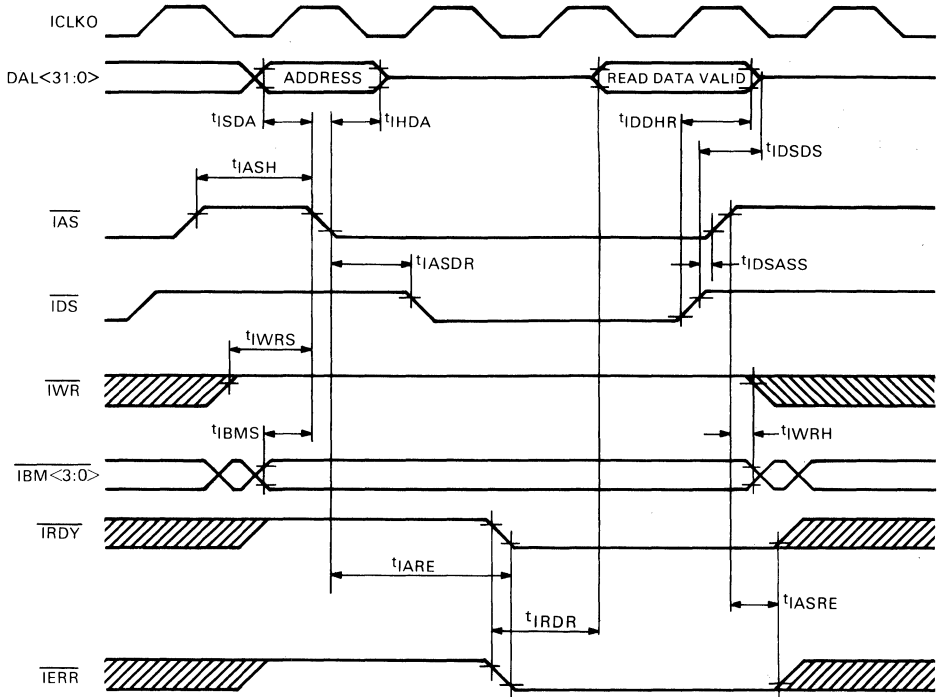 ICLKO
DAL<31:0>
ADDRESS
READ DATA VALID
tISDA
tIHDA
tIDDHR
tIDSDS
tIASH
IAS
tIDSASS
tIASDR
IDS
tIWRS
IWR
tIBMS
tIWRH
IBM<3:0>
IRDY
tIARE
tIASRE
tIRDR
IERR